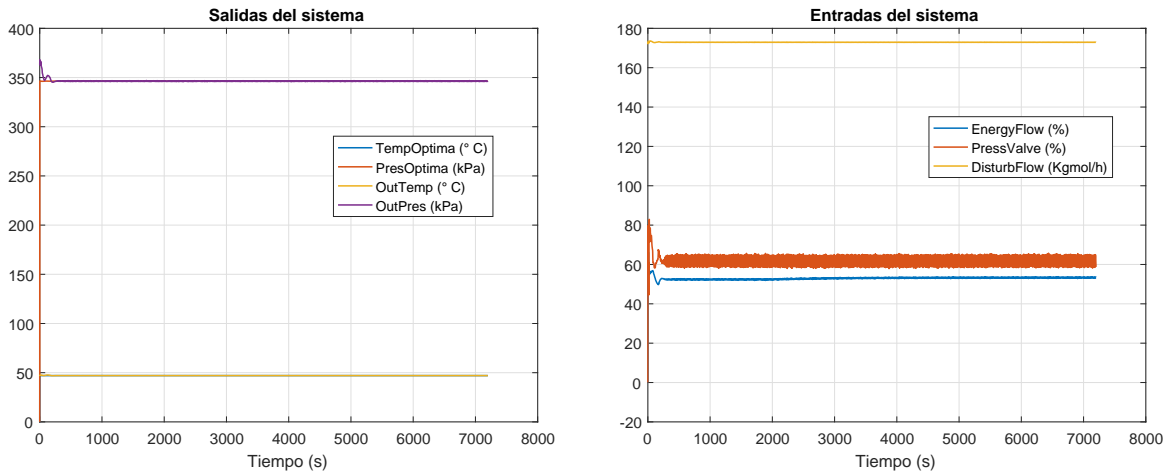 Salidas del sistema
400
350
300
250
200
150
100
50
0
TempOptima (° C)
PresOptima (kPa)
OutTemp (° C)
OutPres (kPa)
0 1000 2000 3000 4000 5000 6000 7000 8000
Tiempo (s)
Entradas del sistema
180
160
140
120
100
80
60
40
20
0
-20
EnergyFlow (%)
PressValve (%)
DisturbFlow (Kgmol/h)
0 1000 2000 3000 4000 5000 6000 7000 8000
Tiempo (s)